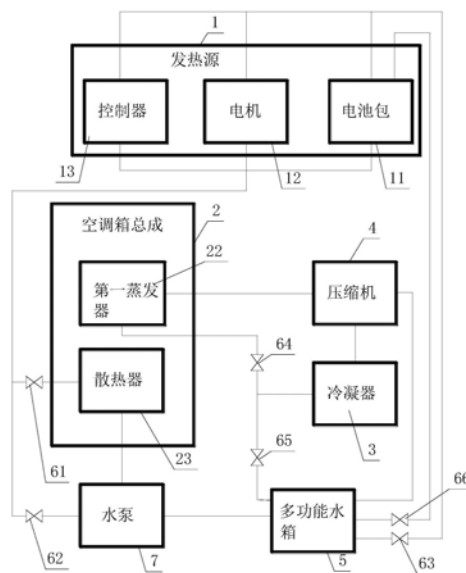 1
发热源
控制器
电机
电池包
13
12
11
空调箱总成
2
22
第一蒸发
器
4
压缩机
64
散热器
冷凝器
61
23
65
3
66
水泵
多功能水
箱
62
7
5
63